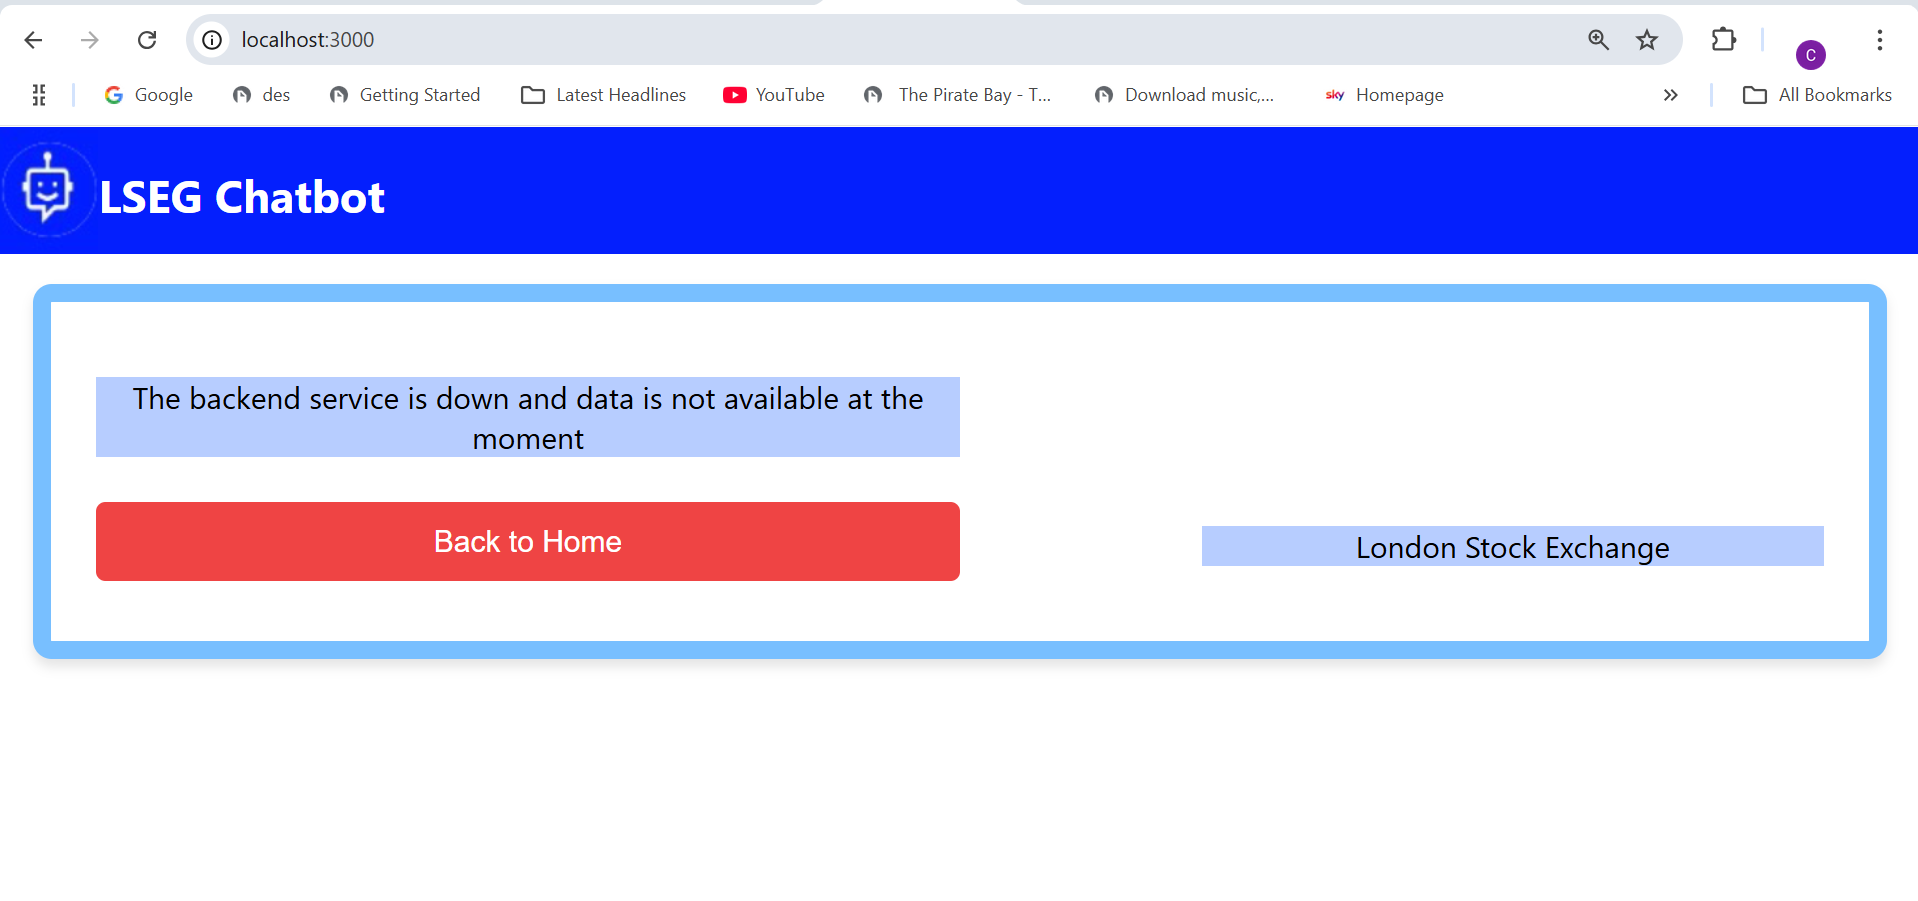 localhost:3000
C
Google
des
Getting Started
Latest Headlines
YouTube
The Pirate Bay - T...
Download music,...
sky
Homepage
All Bookmarks
LSEG Chatbot
The backend service is down and data is not available at the
moment
Back to Home
London Stock Exchange